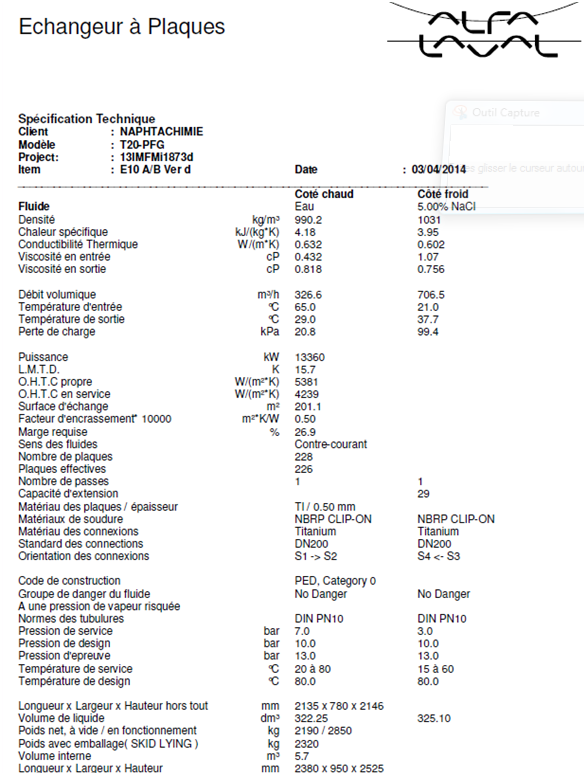 Echangeur à Plaques
ALFA
LAVAL
Outil Capture
Spécification Technique
Client : NAPHTACHIMIE
Modèle : T20-PFG
Project: : 13IMFMi1873d
Item : E10 A/B Ver d Date : 03/04/2014
glisser le curseur autour
Coté chaud Côté froid
Fluide Eau 5.00% NaCl
Densité kg/m³ 990.2 1031
Chaleur spécifique kJ/(kg*K) 4.18 3.95
Conductibilité Thermique W/(m*K) 0.632 0.602
Viscosité en entrée cP 0.432 1.07
Viscosité en sortie cP 0.818 0.756
Débit volumique m³/h 326.6 706.5
Température d'entrée °C 65.0 21.0
Température de sortie °C 29.0 37.7
Perte de charge kPa 20.8 99.4
Puissance kW 13360
L.M.T.D. K 15.7
O.H.T.C propre W/(m²*K) 5381
O.H.T.C en service W/(m²*K) 4239
Surface d'échange m² 201.1
Facteur d'encrassement* 10000 m²*K/W 0.50
Marge requise % 26.9
Sens des fluides Contre-courant
Nombre de plaques 228
Plaques effectives 226
Nombre de passes 1 1
Capacité d'extension 29
Matériau des plaques / épaisseur TI / 0.50 mm
Matériaux de soudure NBRP CLIP-ON NBRP CLIP-ON
Matériau des connexions Titanium Titanium
Standard des connections DN200 DN200
Orientation des connexions S1 -> S2 S4 <- S3
Code de construction PED, Category 0
Groupe de danger du fluide No Danger No Danger
A une pression de vapeur risquée
Normes des tubulures DIN PN10 DIN PN10
Pression de service bar 7.0 3.0
Pression de design bar 10.0 10.0
Pression d'epreuve bar 13.0 13.0
Température de service °C 20 à 80 15 à 60
Température de design °C 80.0 80.0
Longueur x Largeur x Hauteur hors tout mm 2135 x 780 x 2146
Volume de liquide dm³ 322.25 325.10
Poids net, à vide / en fonctionnement kg 2190 / 2850
Poids avec emballage( SKID LYING ) kg 2320
Volume interne m³ 5.7
Longueur x Largeur x Hauteur mm 2380 x 950 x 2525